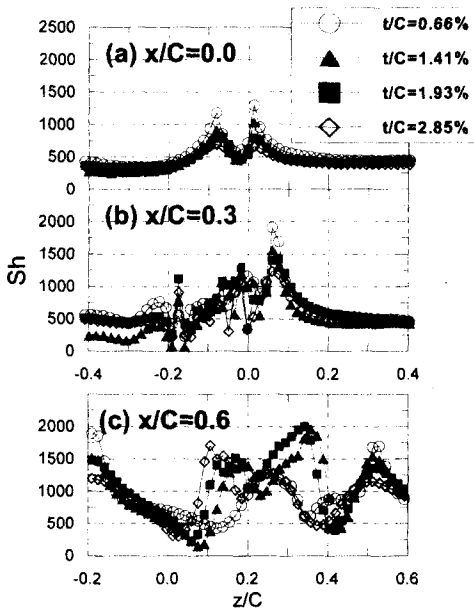 2500
2000
1500
1000
500
0
(a) x/C=0.0
t/C=0.66%
t/C=1.41%
t/C=1.93%
t/C=2.85%
2000
1500
1000
500
0
(b) x/C=0.3
Sh
-0.4 -0.2 0.0 0.2 0.4
2000
1500
1000
500
0
(c) x/C=0.6
-0.2 0.0 0.2 0.4 0.6
z/C